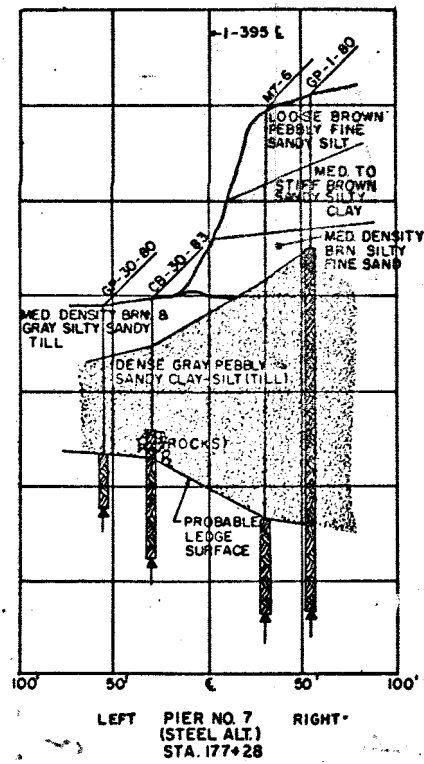 1-395 ℄
MT-6
GP-1-80
LOOSE BROWN
PEBBLY FINE
SANDY SILT
MED. TO
STIFF BROWN
SANDY SILTY
CLAY
MED. DENSITY
BRN. SILTY
FINE SAND
GP-30-80
CB-30-83
MED DENSITY BRN. &
GRAY SILTY SANDY
TILL
DENSE GRAY PEBBLY
SANDY CLAY-SILT (TILL)
(ROCKS)
PROBABLE
LEDGE
SURFACE
100' 50' ℄ 50' 100'
LEFT PIER NO. 7 RIGHT
(STEEL ALT.)
STA. 177+28